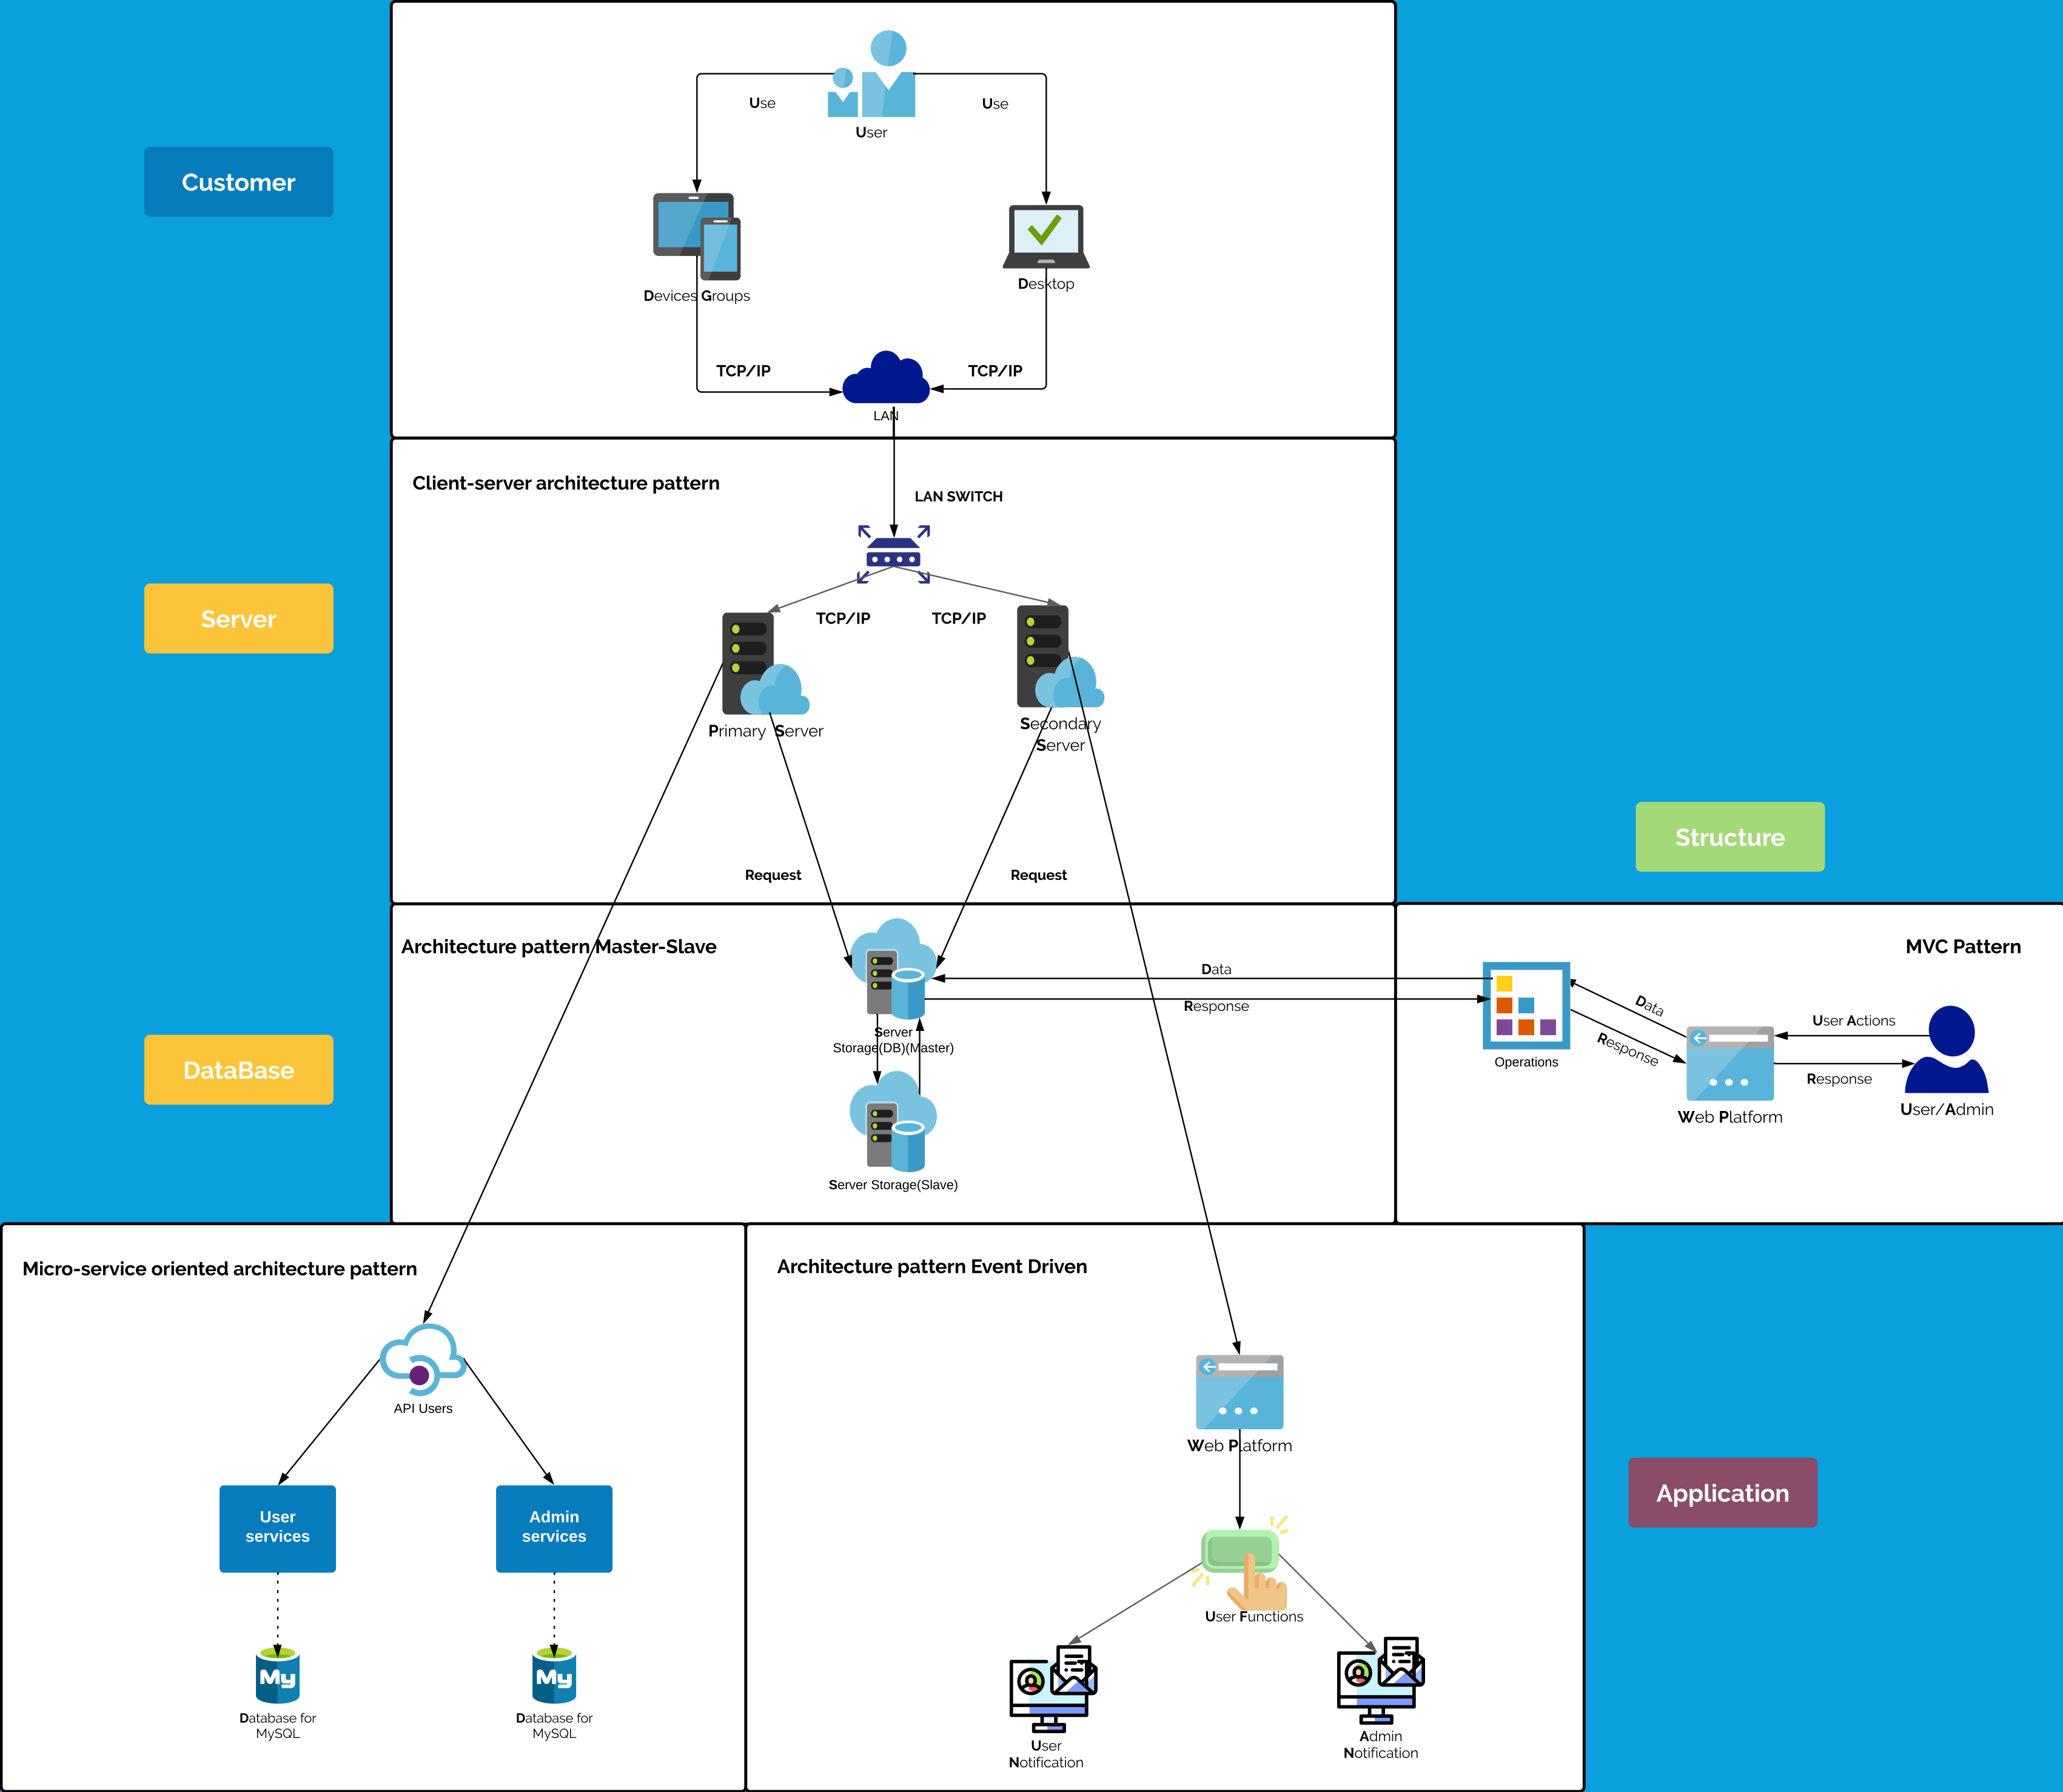 Use
Use
User
Customer
Devices Groups
Desktop
TCP/IP
TCP/IP
LAN
Client-server architecture pattern
LAN SWITCH
Server
TCP/IP
TCP/IP
Primary Server
Secondary
Server
Structure
Request
Request
Architecture pattern Master-Slave
MVC Pattern
Data
Response
Data
Response
User Actions
Response
Server
Storage(DB)(Master)
Operations
DataBase
Web Platform
User/Admin
Server Storage(Slave)
Micro-service oriented architecture pattern
Architecture pattern Event Driven
API Users
Web Platform
Application
User
services
Admin
services
User Functions
My
My
Database for
MySQL
Database for
MySQL
User
Notification
Admin
Notification